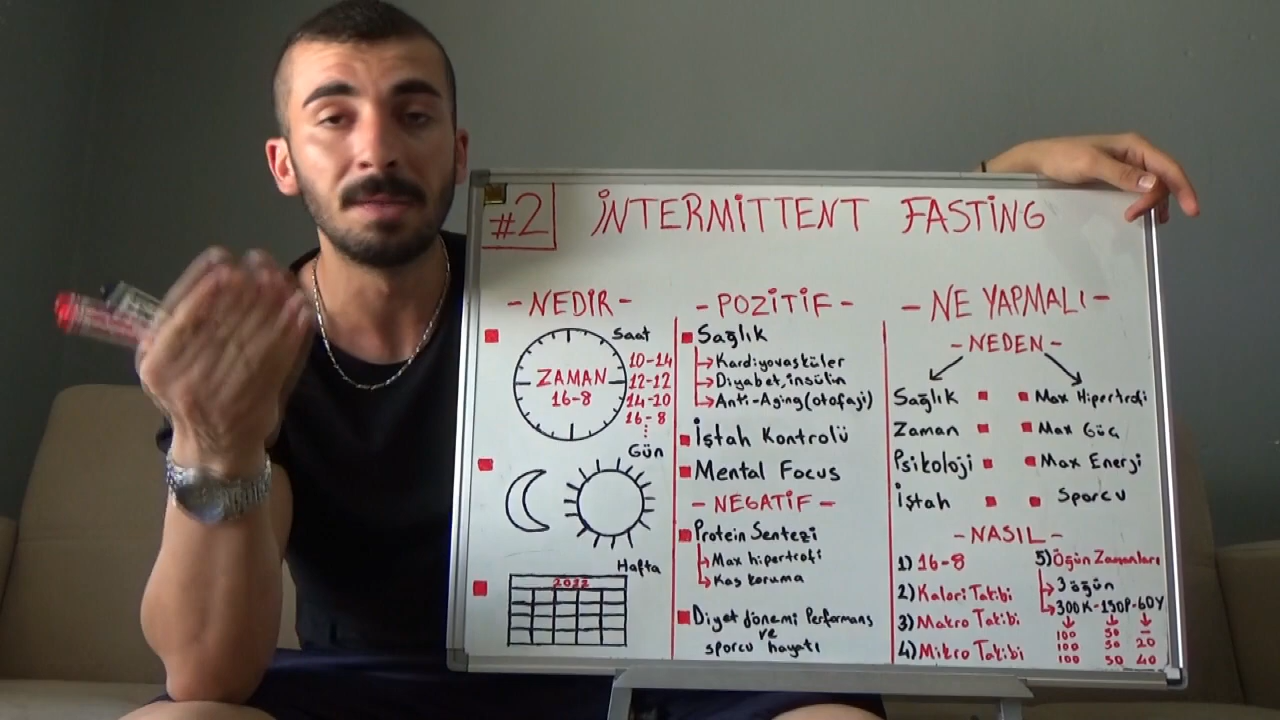 #2 İNTERMİTTENT FASTİNG
- NEDİR -
Saat
ZAMAN
16-8
10-14
12-12
14-10
16-8
Gün
Hafta
2022
- POZİTİF -
Sağlık
Kardiyovasküler
Diyabet, insülin
Anti-Aging (otofaji)
İştah Kontrolü
Mental Focus
- NEGATİF -
Protein Sentezi
Max hipertrofi
Kas koruma
Diyet dönemi Performans
ve
sporcu hayatı
- NE YAPMALI -
- NEDEN -
Sağlık
Zaman
Psikoloji
İştah
Max Hipertrofi
Max Güç
Max Enerji
Sporcu
- NASIL -
1) 16-8
2) Kalori Takibi
3) Makro Takibi
4) Mikro Takibi
5) Öğün Zamanları
3 öğün
300K-150P-60Y
100 50 -
100 50 20
100 50 40